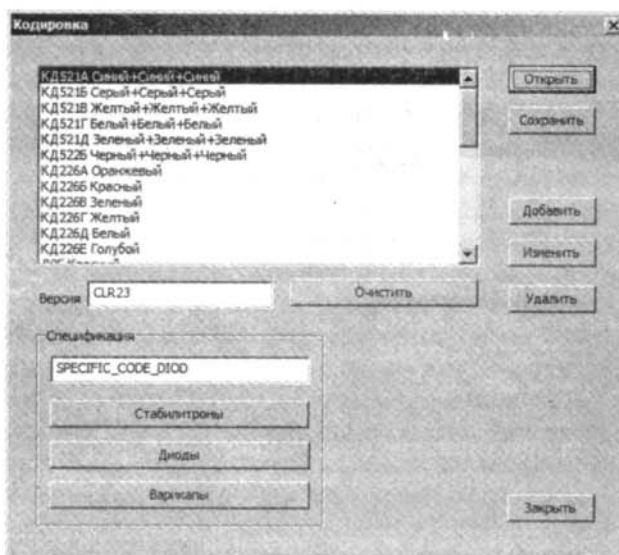 Кодировка
КД521А Синий+Синий+Синий
КД521Б Серый+Серый+Серый
КД521В Желтый+Желтый+Желтый
КД521Г Белый+Белый+Белый
КД521Д Зеленый+Зеленый+Зеленый
КД522Б Черный+Черный+Черный
КД226А Оранжевый
КД226Б Красный
КД226В Зеленый
КД226Г Желтый
КД226Д Белый
КД226Е Голубой
Открыть
Сохранить
Добавить
Изменить
Удалить
Версия CLR23
Очистить
Спецификация
SPECIFIC_CODE_DIOD
Стабилитроны
Диоды
Варикапы
Закрыть